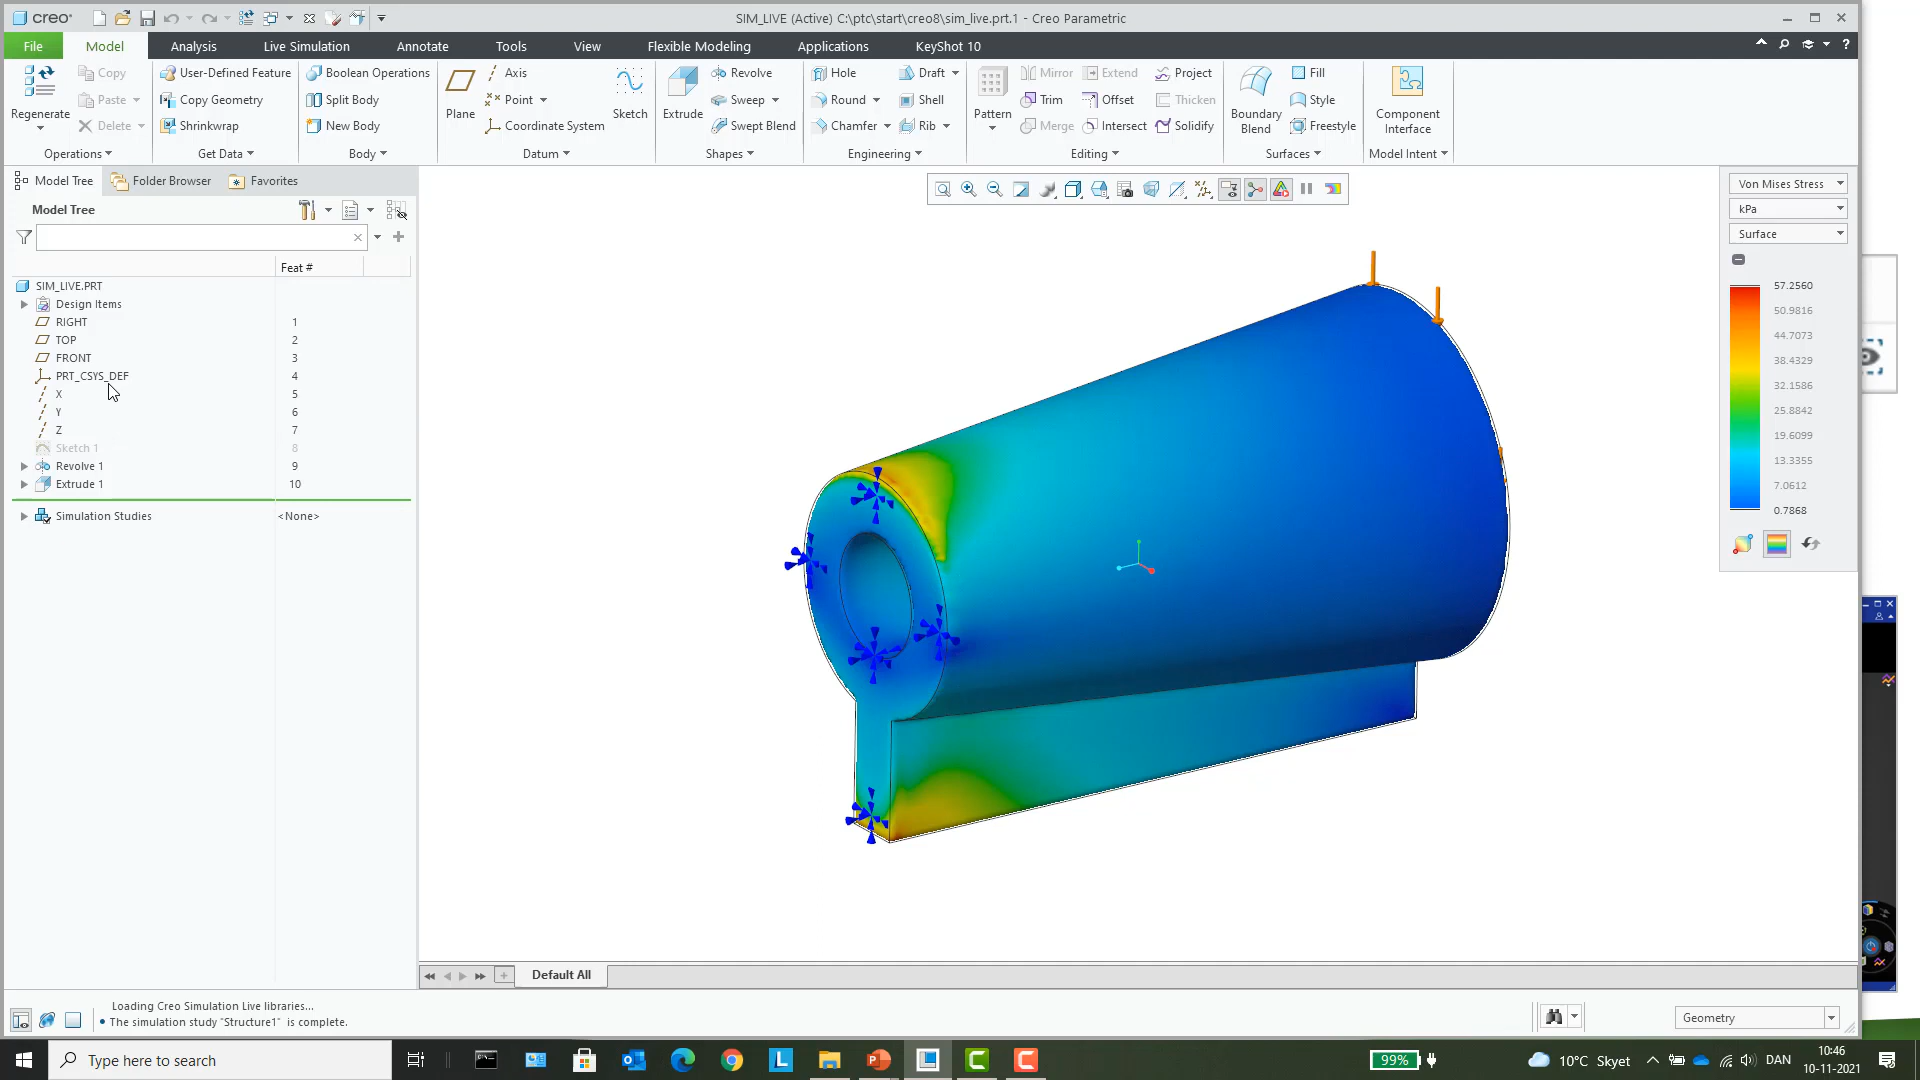 creo
SIM_LIVE (Active) C:\ptc\start\creo8\sim_live.prt.1 - Creo Parametric
File Model Analysis Live Simulation Annotate Tools View Flexible Modeling Applications KeyShot 10
Regenerate
Copy
Paste
Delete
Operations
User-Defined Feature
Copy Geometry
Shrinkwrap
Get Data
Boolean Operations
Split Body
New Body
Body
Plane
Axis
Point
Coordinate System
Sketch
Datum
Extrude
Revolve
Sweep
Swept Blend
Shapes
Hole
Round
Chamfer
Draft
Shell
Rib
Engineering
Pattern
Mirror
Trim
Merge
Extend
Offset
Intersect
Project
Thicken
Solidify
Editing
Boundary
Blend
Fill
Style
Freestyle
Surfaces
Component
Interface
Model Intent
Model Tree Folder Browser Favorites
Model Tree
Feat #
SIM_LIVE.PRT
Design Items
RIGHT 1
TOP 2
FRONT 3
PRT_CSYS_DEF 4
X 5
Y 6
Z 7
Sketch 1 8
Revolve 1 9
Extrude 1 10
Simulation Studies <None>
Von Mises Stress
kPa
Surface
57.2560
50.9816
44.7073
38.4329
32.1586
25.8842
19.6099
13.3355
7.0612
0.7868
Default All
Loading Creo Simulation Live libraries...
• The simulation study "Structure1" is complete.
Geometry
Type here to search
99%
10°C Skyet
DAN
10:46
10-11-2021